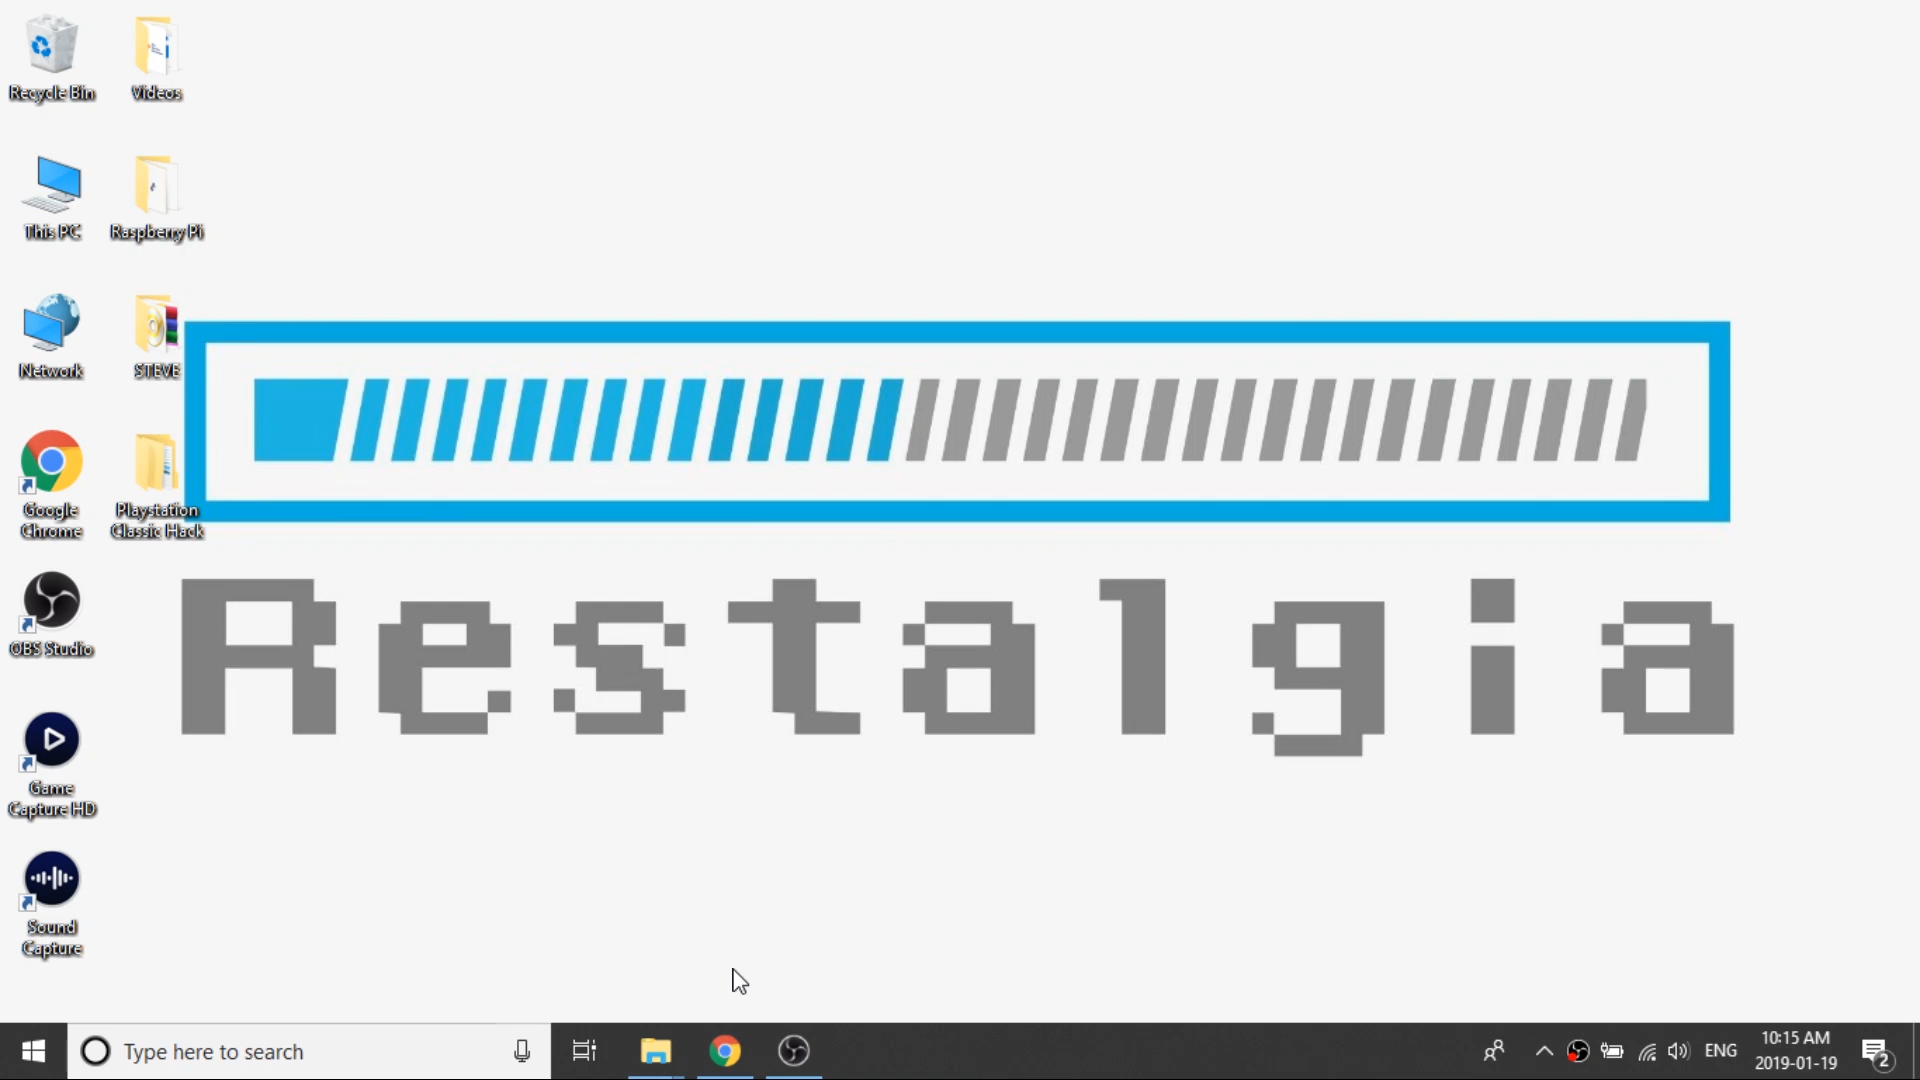 Recycle Bin
Videos
This PC
Raspberry Pi
Network
STEVE
Google
Chrome
Playstation
Classic Hack
OBS Studio
Game
Capture HD
Sound
Capture
Restalgia
Type here to search
ENG
10:15 AM
2019-01-19
2